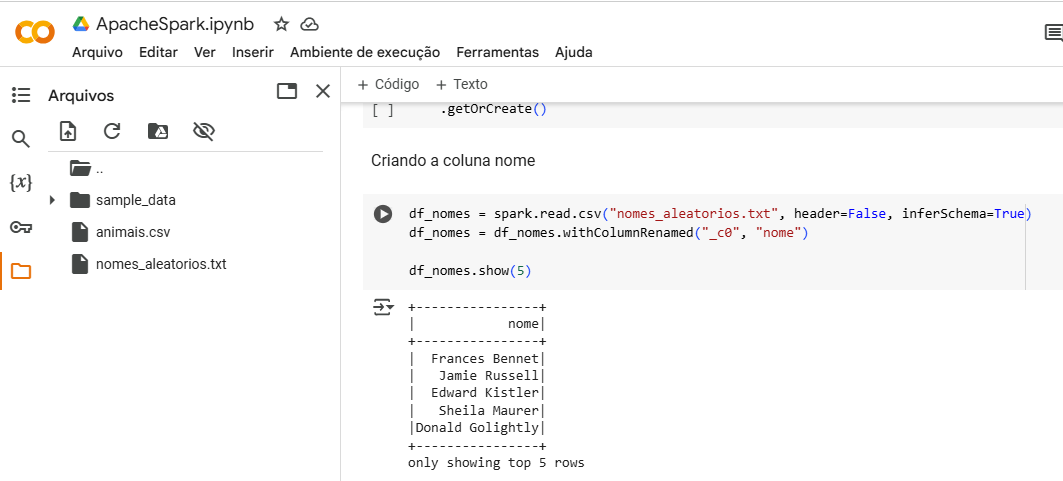 ApacheSpark.ipynb
Arquivo Editar Ver Inserir Ambiente de execução Ferramentas Ajuda
Arquivos
..
sample_data
animais.csv
nomes_aleatorios.txt
{x}
+ Código + Texto
[ ] .getOrCreate()
Criando a coluna nome
df_nomes = spark.read.csv("nomes_aleatorios.txt", header=False, inferSchema=True)
df_nomes = df_nomes.withColumnRenamed("_c0", "nome")
df_nomes.show(5)
+----------------+
|            nome|
+----------------+
|  Frances Bennet|
|   Jamie Russell|
|  Edward Kistler|
|   Sheila Maurer|
|Donald Golightly|
+----------------+
only showing top 5 rows